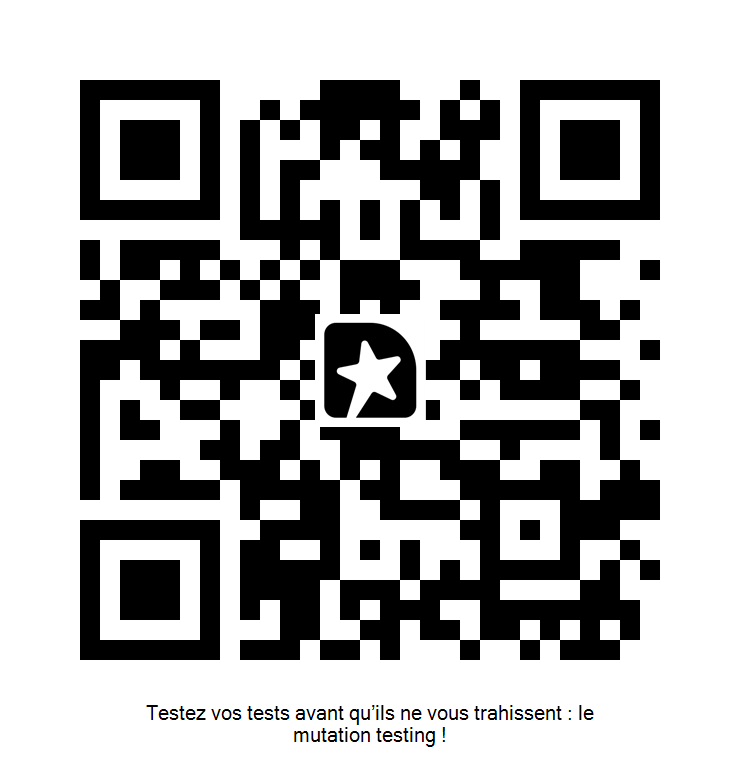 Testez vos tests avant qu'ils ne vous trahissent : le
mutation testing !